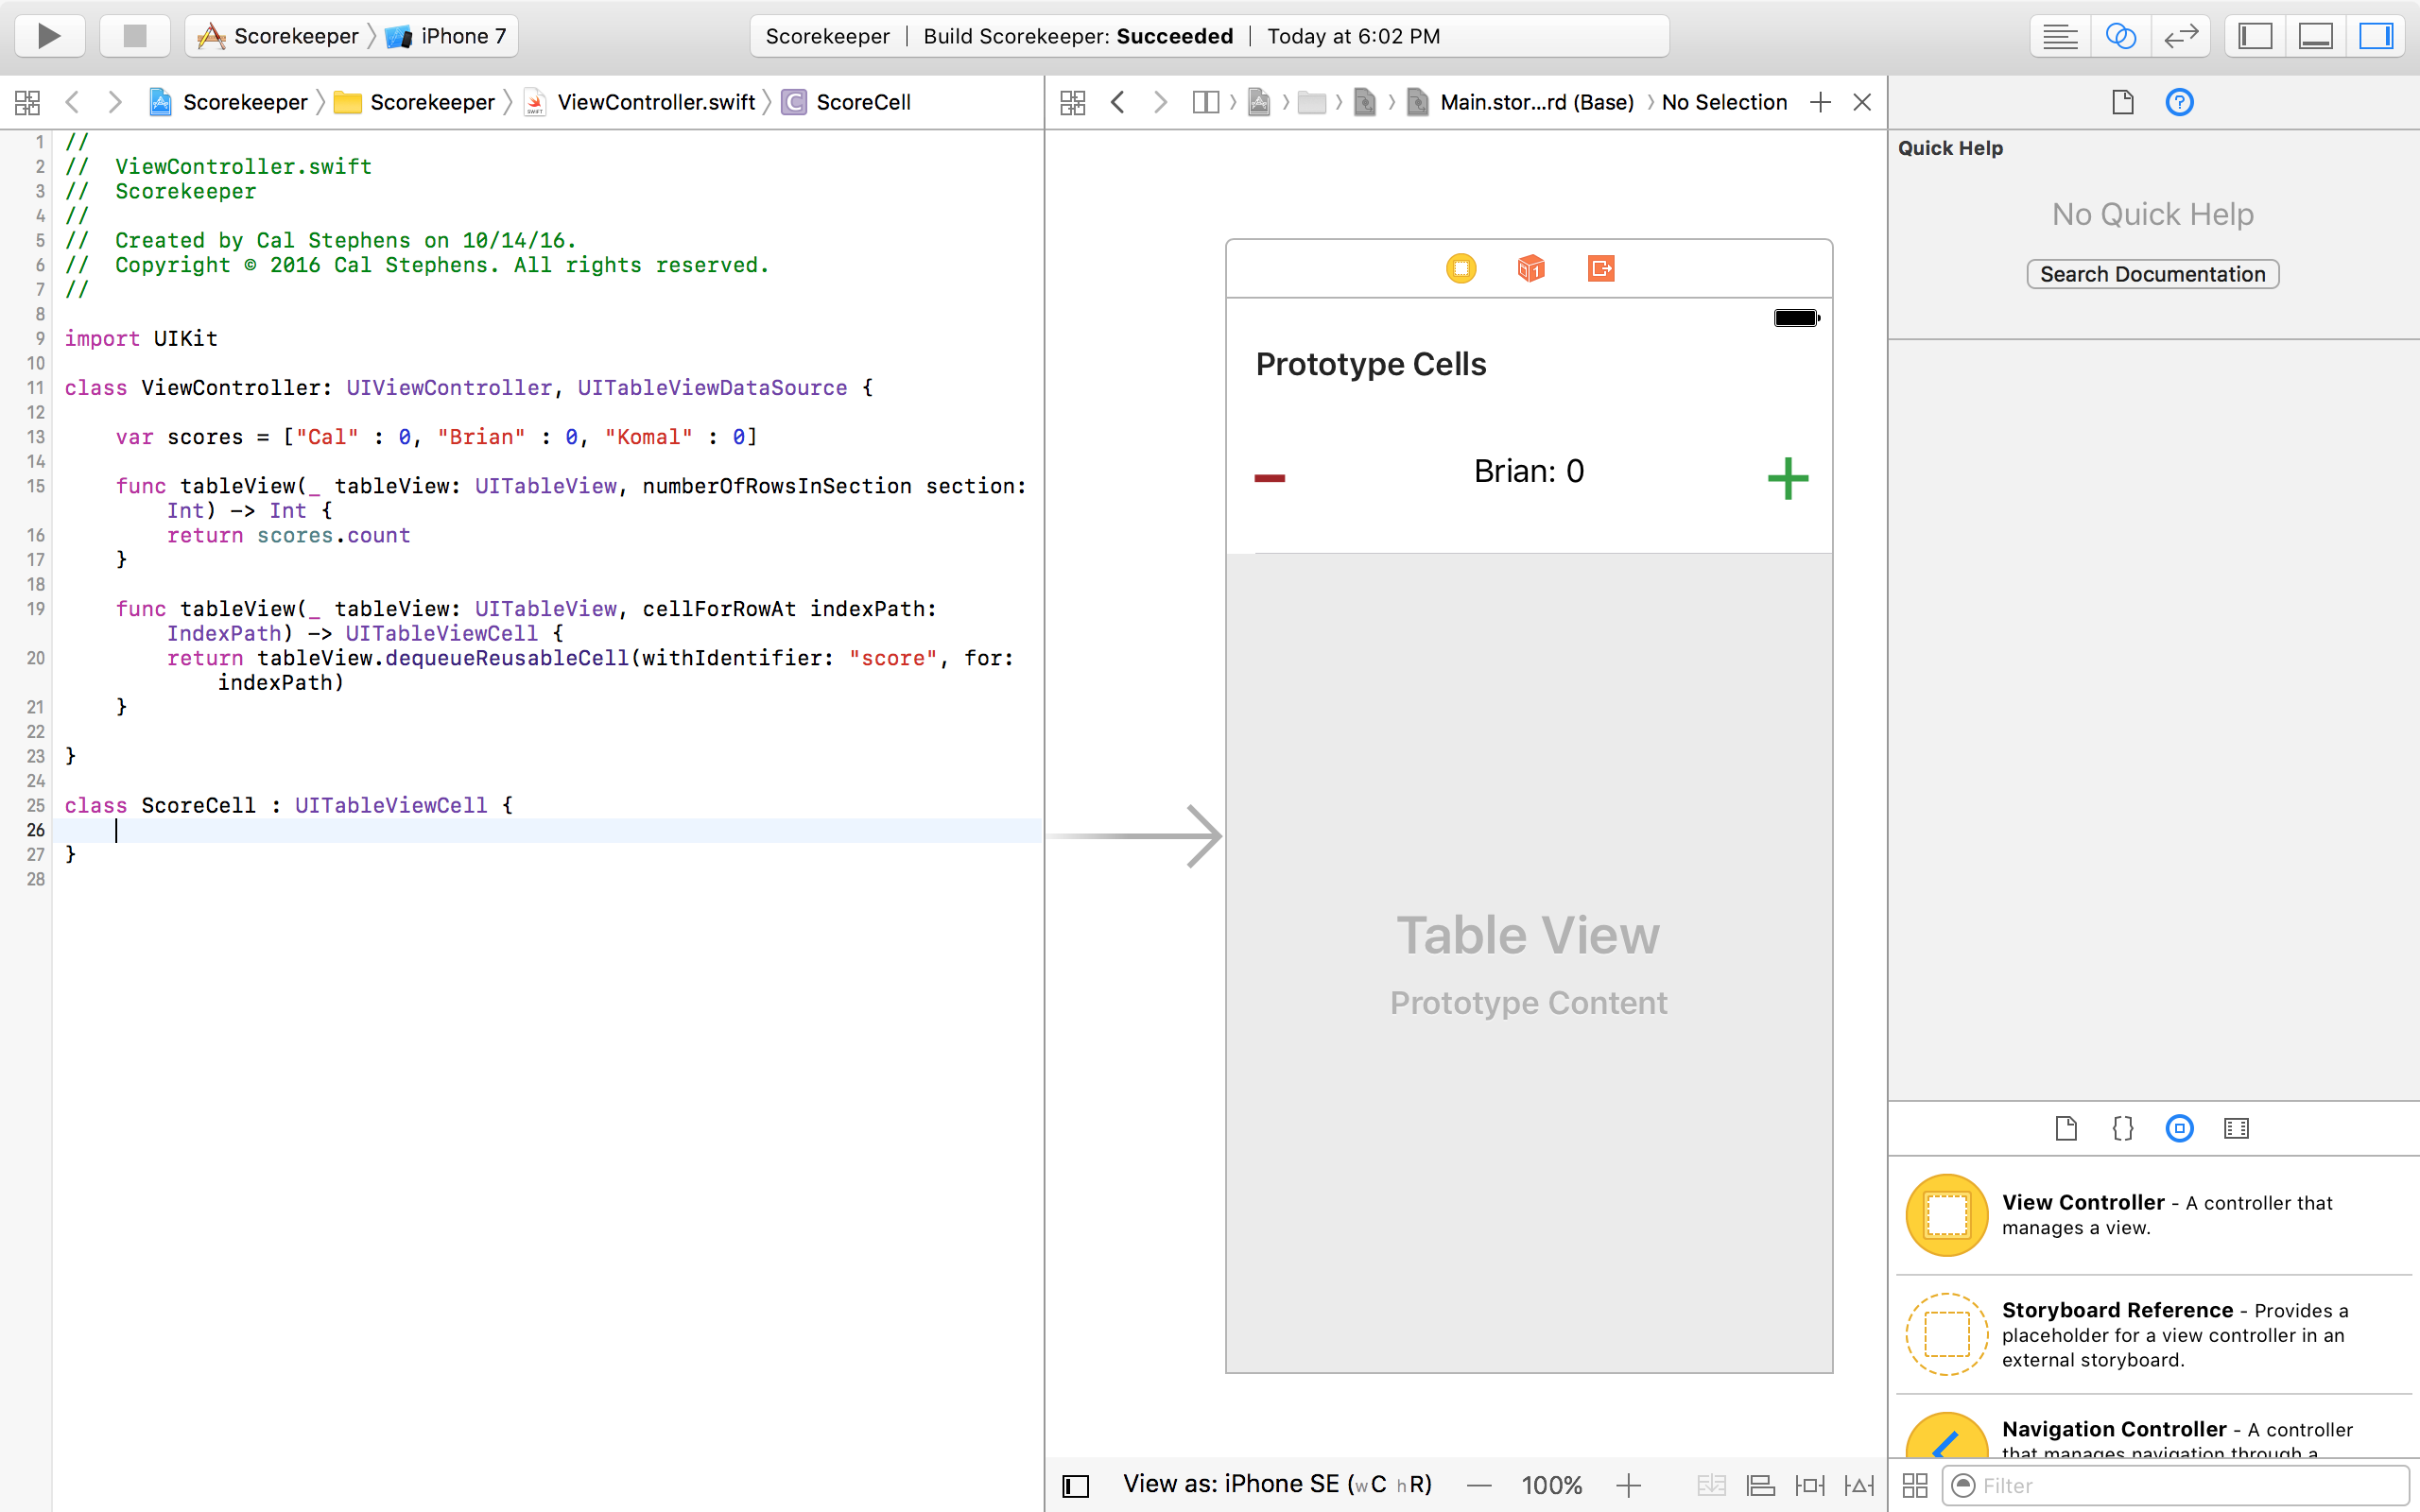 Scorekeeper iPhone 7
Scorekeeper Build Scorekeeper: Succeeded Today at 6:02 PM
Scorekeeper Scorekeeper ViewController.swift C ScoreCell
1 //
2 //  ViewController.swift
3 //  Scorekeeper
4 //
5 //  Created by Cal Stephens on 10/14/16.
6 //  Copyright © 2016 Cal Stephens. All rights reserved.
7 //
8
9 import UIKit
10
11 class ViewController: UIViewController, UITableViewDataSource {
12
13     var scores = ["Cal" : 0, "Brian" : 0, "Komal" : 0]
14
15     func tableView(_ tableView: UITableView, numberOfRowsInSection section:
Int) -> Int {
16         return scores.count
17     }
18
19     func tableView(_ tableView: UITableView, cellForRowAt indexPath:
IndexPath) -> UITableViewCell {
20         return tableView.dequeueReusableCell(withIdentifier: "score", for:
indexPath)
21     }
22
23 }
24
25 class ScoreCell : UITableViewCell {
26
27 }
28
Main.stor...rd (Base) No Selection
Prototype Cells
Brian: 0
Table View
Prototype Content
View as: iPhone SE (wC hR) 100%
Quick Help
No Quick Help
Search Documentation
View Controller - A controller that
manages a view.
Storyboard Reference - Provides a
placeholder for a view controller in an
external storyboard.
Navigation Controller - A controller
that manages navigation through a
Filter